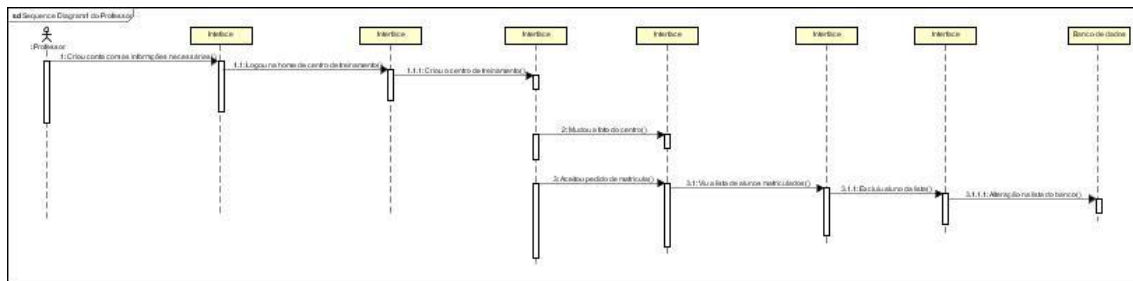 sd Sequence Diagram1 do Professor
:Professor
Interface
Interface
Interface
Interface
Interface
Interface
Banco de dados
1: Criou conta com as informções necessárias()
1.1: Logou na home de centro de treinamento()
1.1.1: Criou o centro de treinamento()
2: Mudou a foto do centro()
3: Aceitou pedido de matrícula()
3.1: Viu a lista de alunos matriculados()
3.1.1: Excluiu aluno da lista()
3.1.1.1: Alteração na lista do banco()